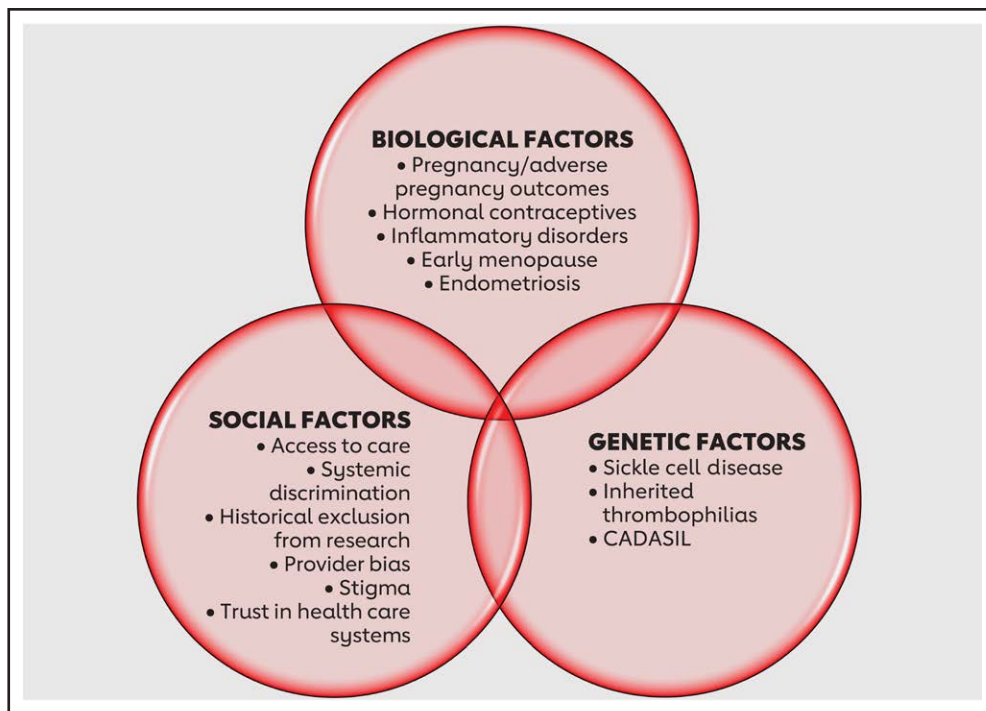 BIOLOGICAL FACTORS
• Pregnancy/adverse
pregnancy outcomes
• Hormonal contraceptives
• Inflammatory disorders
• Early menopause
• Endometriosis
SOCIAL FACTORS
• Access to care
• Systemic
discrimination
• Historical exclusion
from research
• Provider bias
• Stigma
• Trust in health care
systems
GENETIC FACTORS
• Sickle cell disease
• Inherited
thrombophilias
• CADASIL